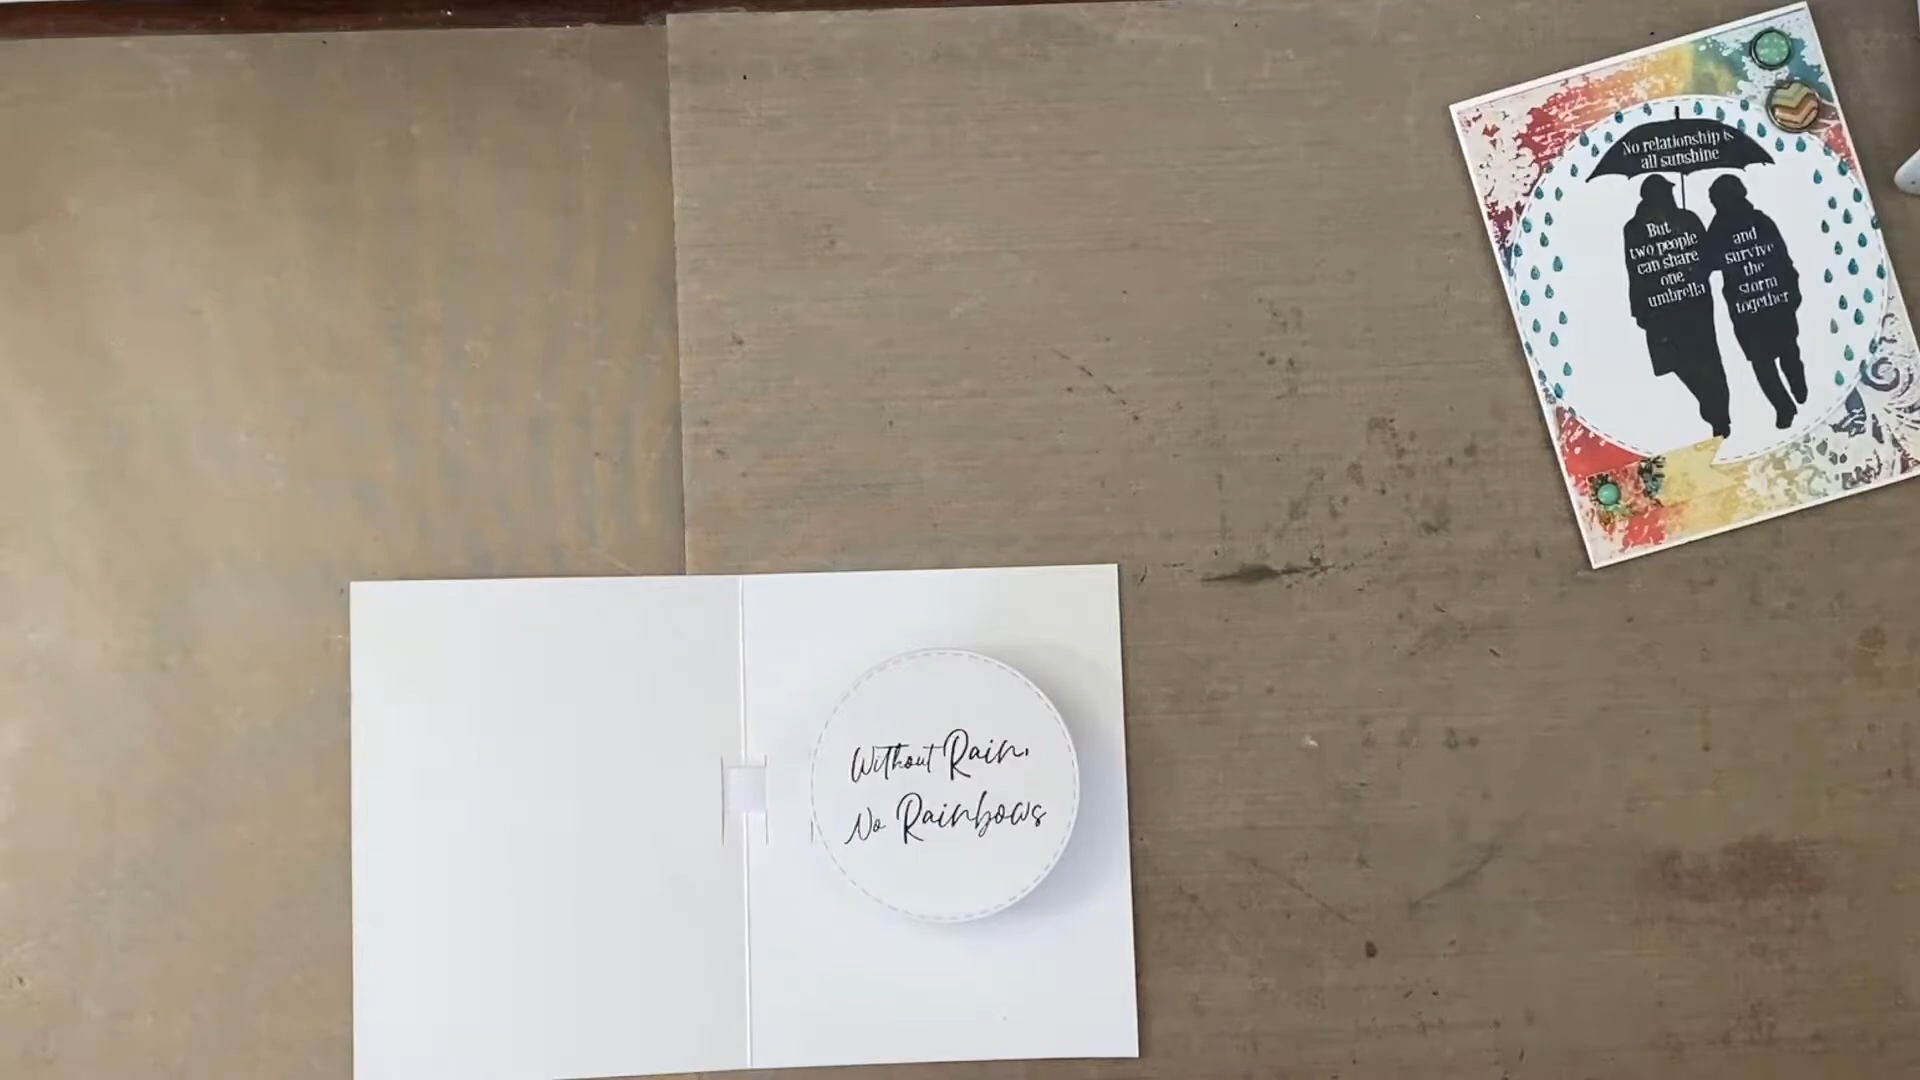 No relationship is
all sunshine
But
two people
can share
one
umbrella
and
survive
the
storm
together
Without Rain,
No Rainbows